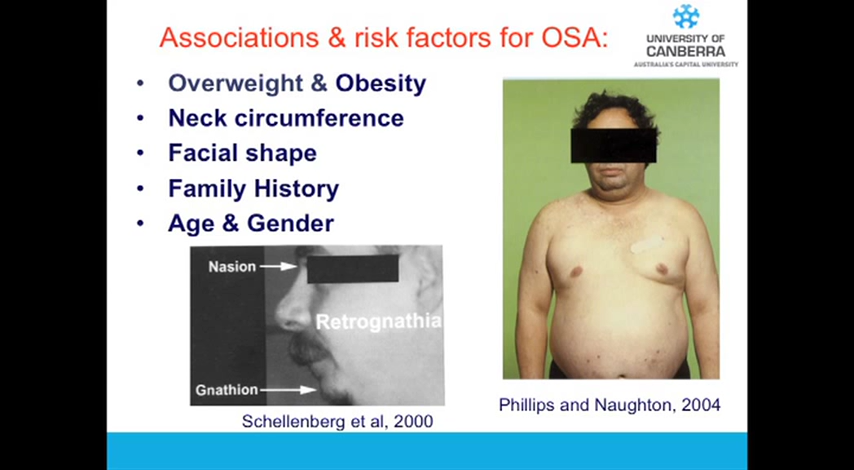 Associations & risk factors for OSA:
UNIVERSITY OF
CANBERRA
AUSTRALIA'S CAPITAL UNIVERSITY
• Overweight & Obesity
• Neck circumference
• Facial shape
• Family History
• Age & Gender
Nasion
Retrognathia
Gnathion
Schellenberg et al, 2000
Phillips and Naughton, 2004